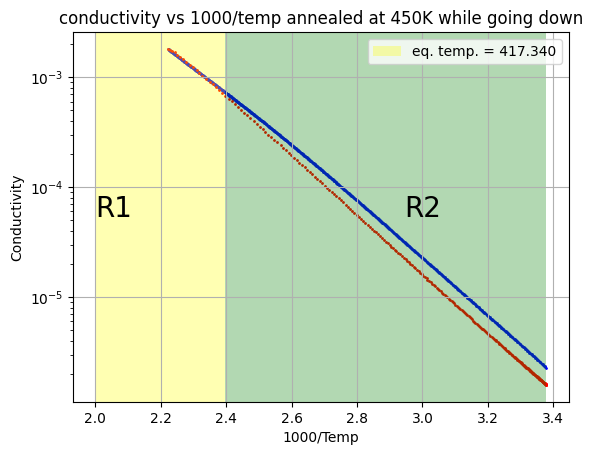 conductivity vs 1000/temp annealed at 450K while going down
eq. temp. = 417.340
10⁻³
10⁻⁴
10⁻⁵
Conductivity
R1
R2
2.0 2.2 2.4 2.6 2.8 3.0 3.2 3.4
1000/Temp